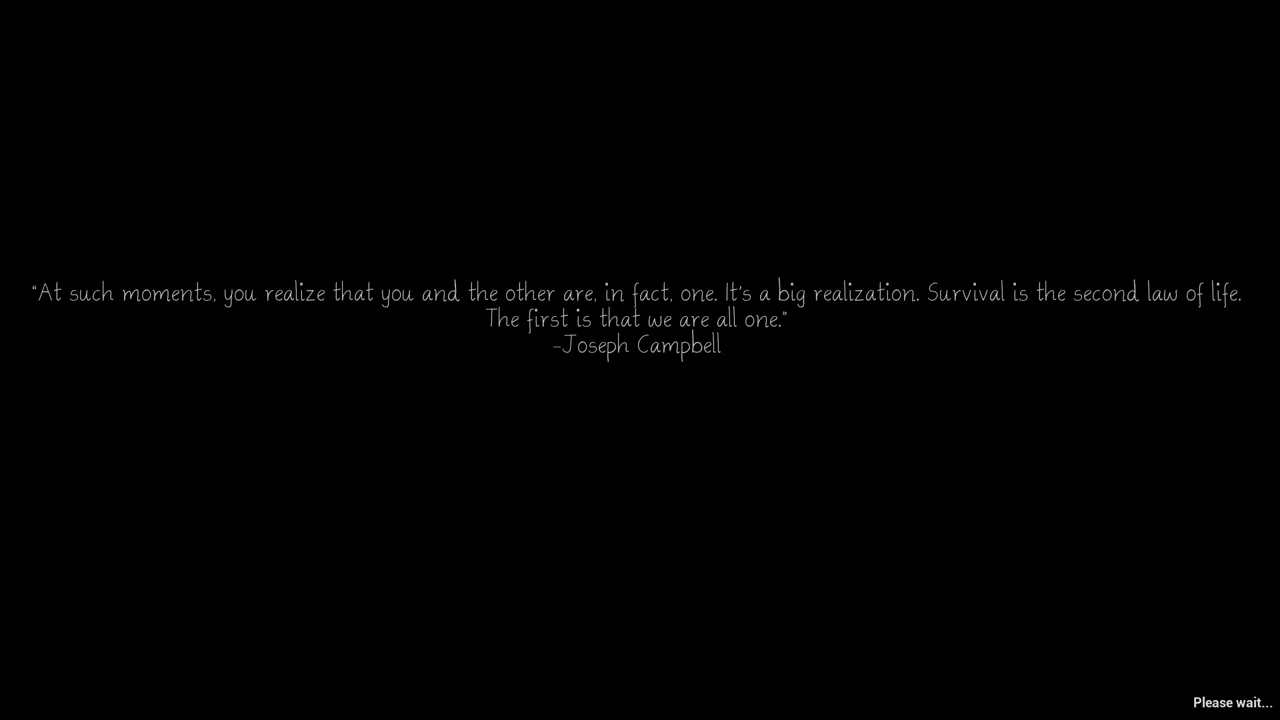 "At such moments, you realize that you and the other are, in fact, one. It's a big realization. Survival is the second law of life.
The first is that we are all one."
-Joseph Campbell
Please wait...